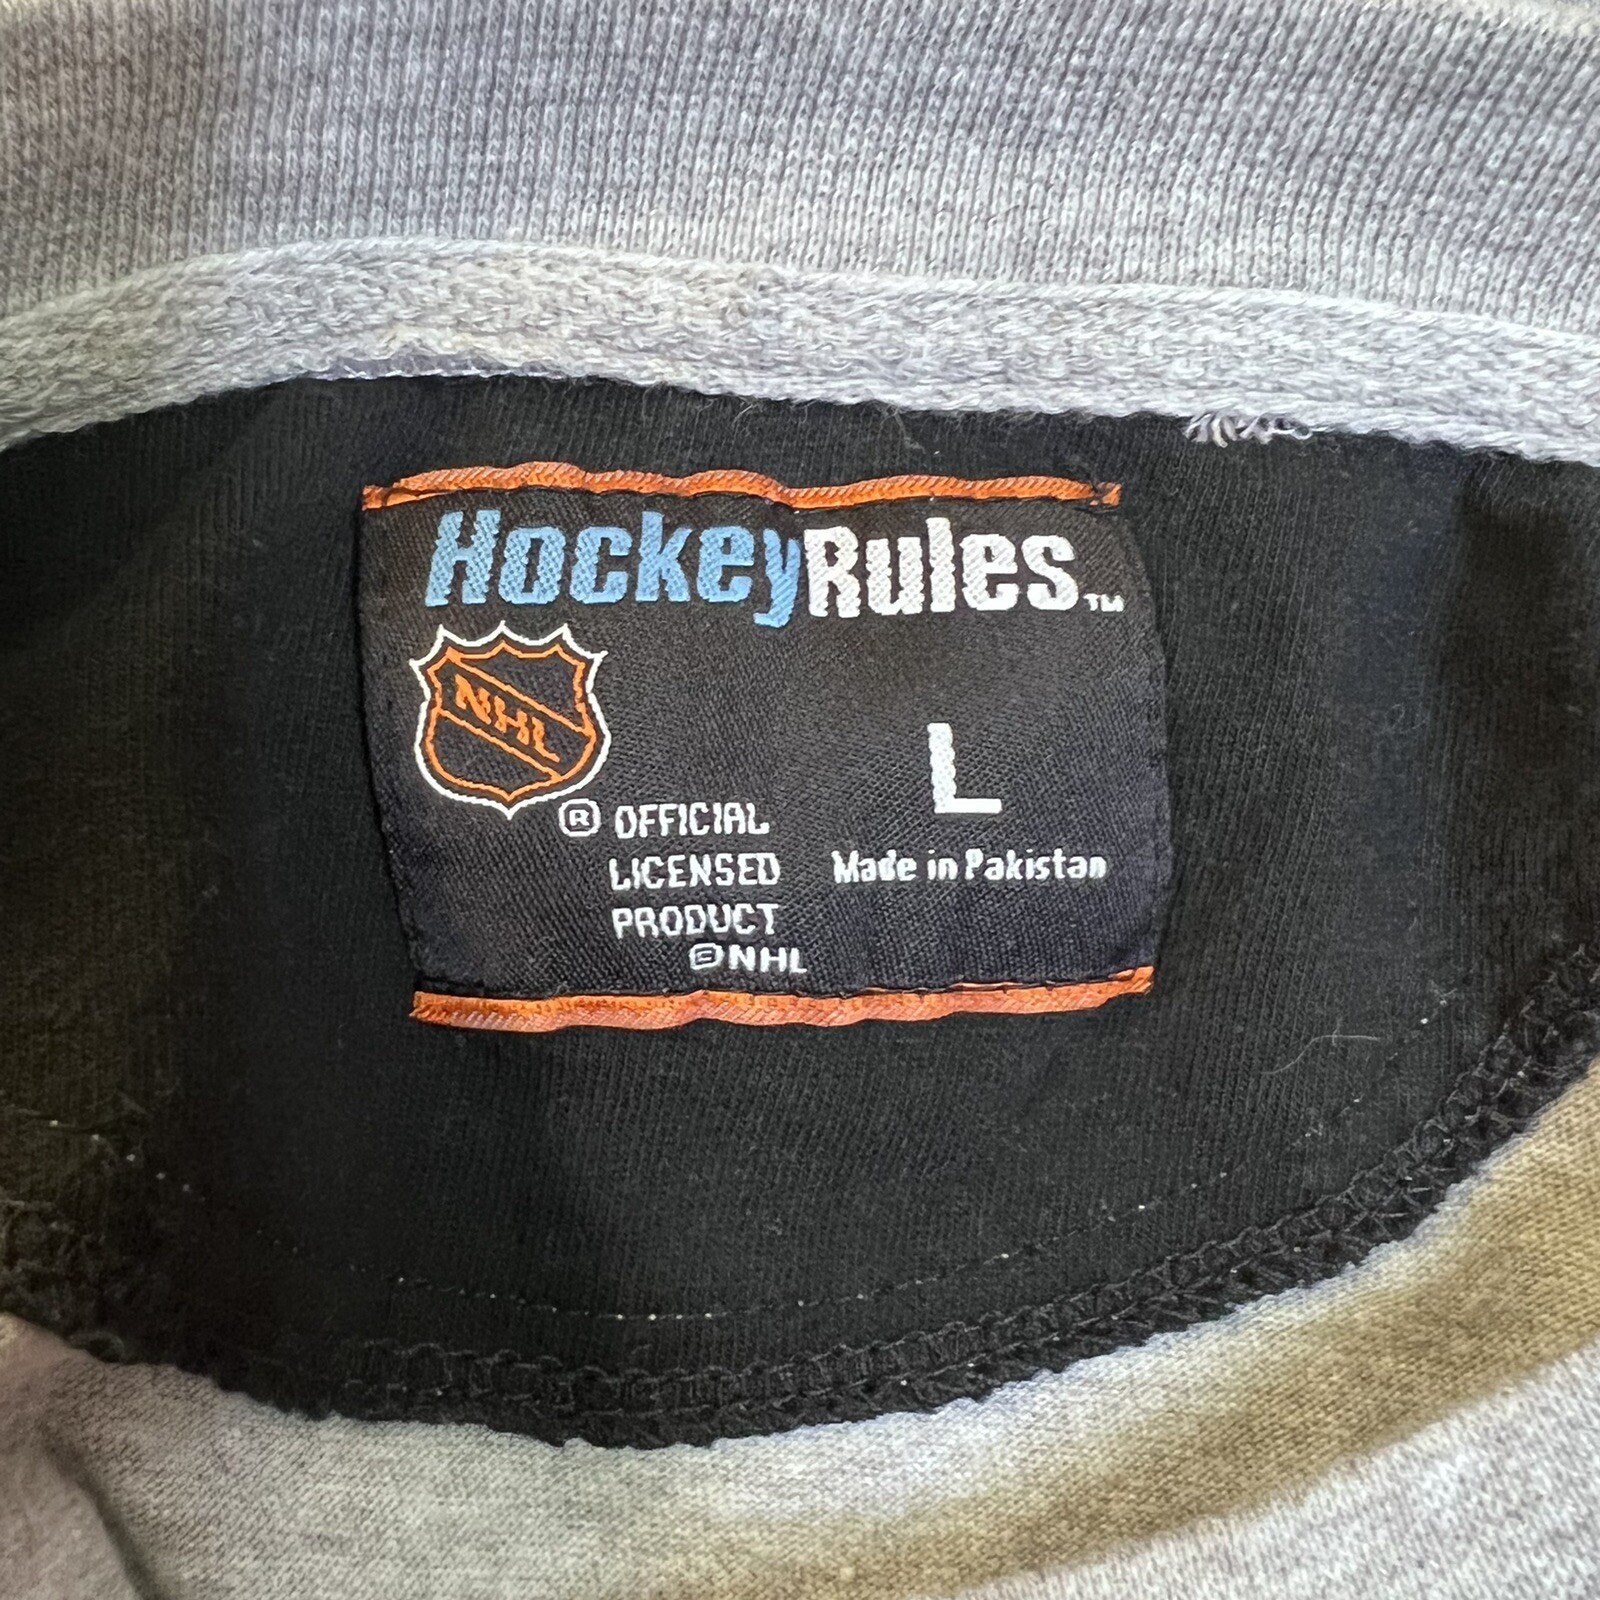 HockeyRules™
NHL
® OFFICIAL
LICENSED
PRODUCT
©NHL
L
Made in Pakistan